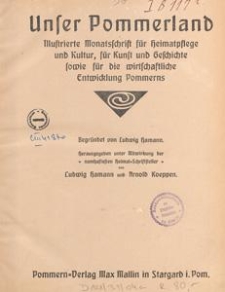 Unser Pommerland
Illustrierte Monatsschrift für Heimatpflege
und Kultur, für Kunst und Geschichte
sowie für die wirtschaftliche
Entwicklung Pommerns
Begründet von Ludwig Hamann.
Herausgegeben unter Mitwirkung der
namhaftesten Heimat-Schriftsteller
von
Ludwig Hamann und Arnold Koeppen.
Pommern-Verlag Max Mallin in Stargard i. Pom.